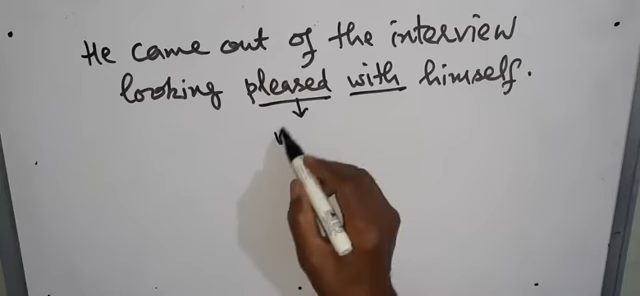 He came out of the interview
looking pleased with himself.